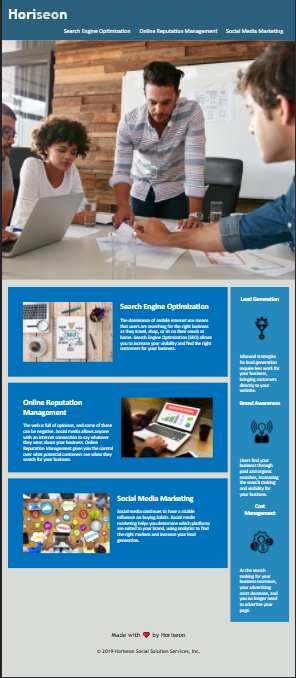 Horiseon
Search Engine Optimization Online Reputation Management Social Media Marketing
Search Engine Optimization
The dominance of mobile internet use means
that users are searching for the right business
as they travel, shop, or sit on their couch at
home. Search Engine Optimization (SEO) allows
you to increase your visibility and find the right
customers for your business.
Online Reputation
Management
The web is full of opinions, and some of these
can be negative. Social media allows anyone
with an internet connection to say whatever
they want about your business. Online
Reputation Management gives you the control
over what potential customers see when they
search for your business.
Social Media Marketing
Social media continues to have a sizable
influence on buying habits. Social media
marketing helps you determine which platforms
are suited to your brand, using analytics to find
the right markets and increase your lead
generation.
Lead Generation
Inbound strategies
for lead generation
require less work for
your business,
bringing customers
directly to your
website.
Brand Awareness
Users find your
business through
paid and organic
searches, increasing
the search ranking
and visibility for
your business.
Cost
Management
As the search
ranking for your
business increases,
your advertising
costs decrease, and
you no longer need
to advertise your
page.
Made with ❤️ by Horiseon
© 2019 Horiseon Social Solution Services, Inc.